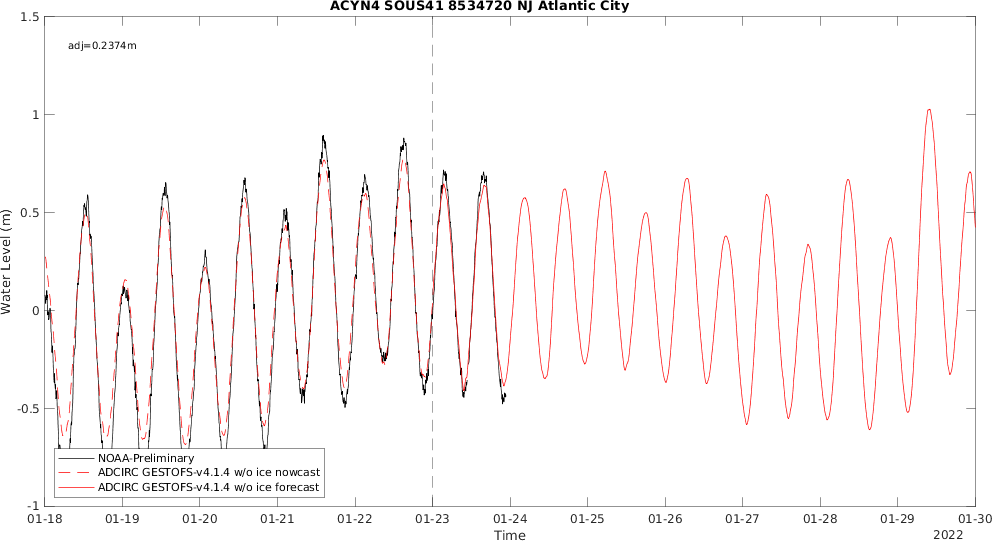 ACYN4 SOUS41 8534720 NJ Atlantic City
1.5
adj=0.2374m
1
0.5
Water Level (m)
0
-0.5
NOAA-Preliminary
ADCIRC GESTOFS-v4.1.4 w/o ice nowcast
ADCIRC GESTOFS-v4.1.4 w/o ice forecast
-1
01-18 01-19 01-20 01-21 01-22 01-23 01-24 01-25 01-26 01-27 01-28 01-29 01-30
Time
2022